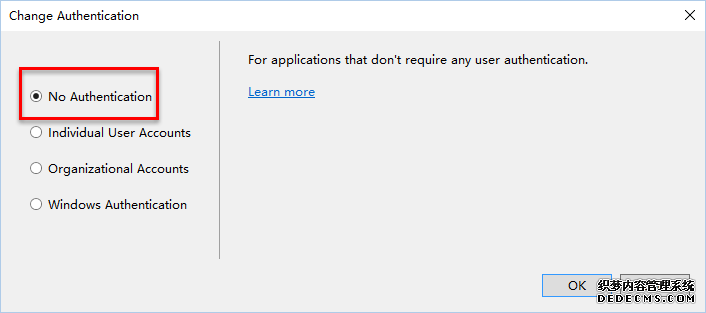 Change Authentication
For applications that don't require any user authentication.
Learn more
No Authentication
Individual User Accounts
Organizational Accounts
Windows Authentication
OK
织梦内容管理系统
DEDECMS.COM